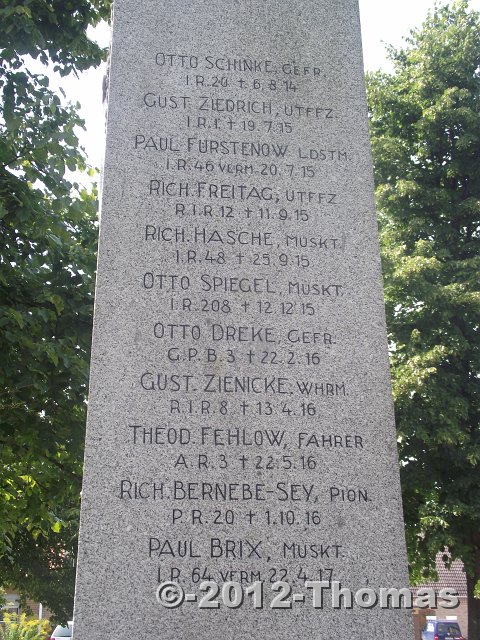 OTTO SCHINKE, GEFR.
I.R.20 † 6.8.14
GUST. ZIEDRICH, UTFFZ.
I.R.1 † 19.7.15
PAUL FURSTENOW LDSTM.
I.R.46 VERM. 20.7.15
RICH. FREITAG, UTFFZ
R.I.R.12 † 11.9.15
RICH. HASCHE, MUSKT.
I.R.48 † 25.9.15
OTTO SPIEGEL, MUSKT.
I.R.208 † 12.12.15
OTTO DREKE, GEFR.
G.P.B.3 † 22.2.16
GUST. ZIENICKE, WHRM.
R.I.R.8 † 13.4.16
THEOD. FEHLOW, FAHRER
A.R.3 † 22.5.16
RICH. BERNEBE-SEY, PION.
P.R.20 † 1.10.16
PAUL BRIX, MUSKT.
I.R.64 VERM. 22.4.17
©-2012-Thomas